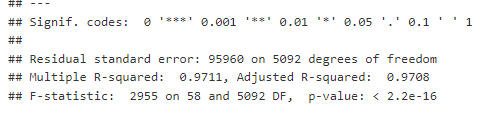 ## ---
## Signif. codes:  0 '***' 0.001 '**' 0.01 '*' 0.05 '.' 0.1 ' ' 1
##
## Residual standard error: 95960 on 5092 degrees of freedom
## Multiple R-squared:  0.9711, Adjusted R-squared:  0.9708
## F-statistic:  2955 on 58 and 5092 DF,  p-value: < 2.2e-16